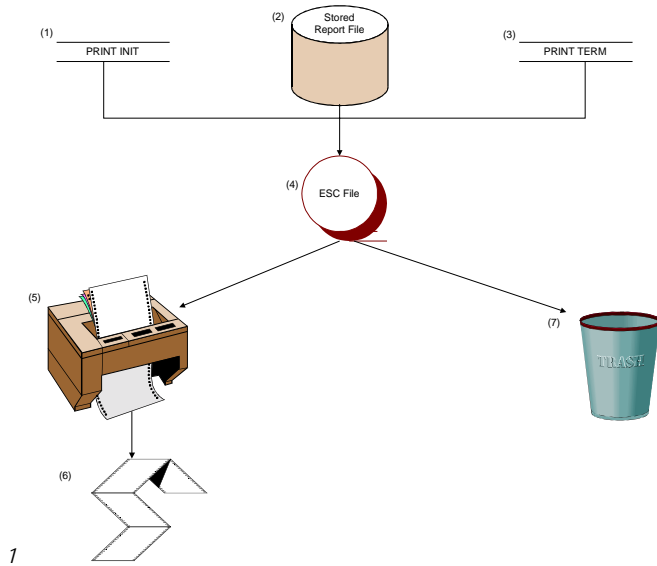 (1)
PRINT INIT
(2)
Stored
Report File
(3)
PRINT TERM
(4)
ESC File
(5)
(7)
TRASH
(6)
1